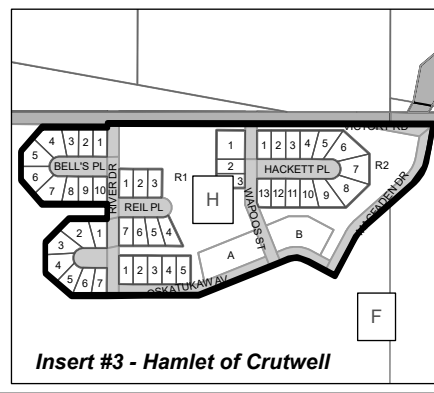 VICTORY RD
4 3 2 1
5
BELL'S PL
6
7 8 9 10
RIVER DR
1 2 3
R1
REIL PL
7 6 5 4
H
1
2
3
WAPOOS ST
1 2 3 4 5
6
HACKETT PL
7
R2
13 12 11 10 9
8
MACFADEN DR
2 1
3
4
5
6 7
1 2 3 4 5
A
B
OSKATUKAW AV
F
Insert #3 - Hamlet of Crutwell